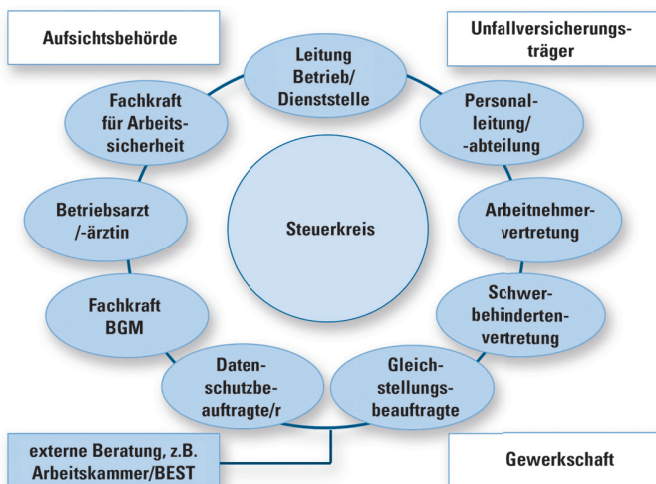 Aufsichtsbehörde
Unfallversicherungs-
träger
Leitung
Betrieb/
Dienststelle
Fachkraft
für Arbeits-
sicherheit
Personal-
leitung/
-abteilung
Betriebsarzt
/-ärztin
Steuerkreis
Arbeitnehmer-
vertretung
Fachkraft
BGM
Schwer-
behinderten-
vertretung
Daten-
schutzbe-
auftragte/r
Gleich-
stellungs-
beauftragte
externe Beratung, z.B.
Arbeitskammer/BEST
Gewerkschaft